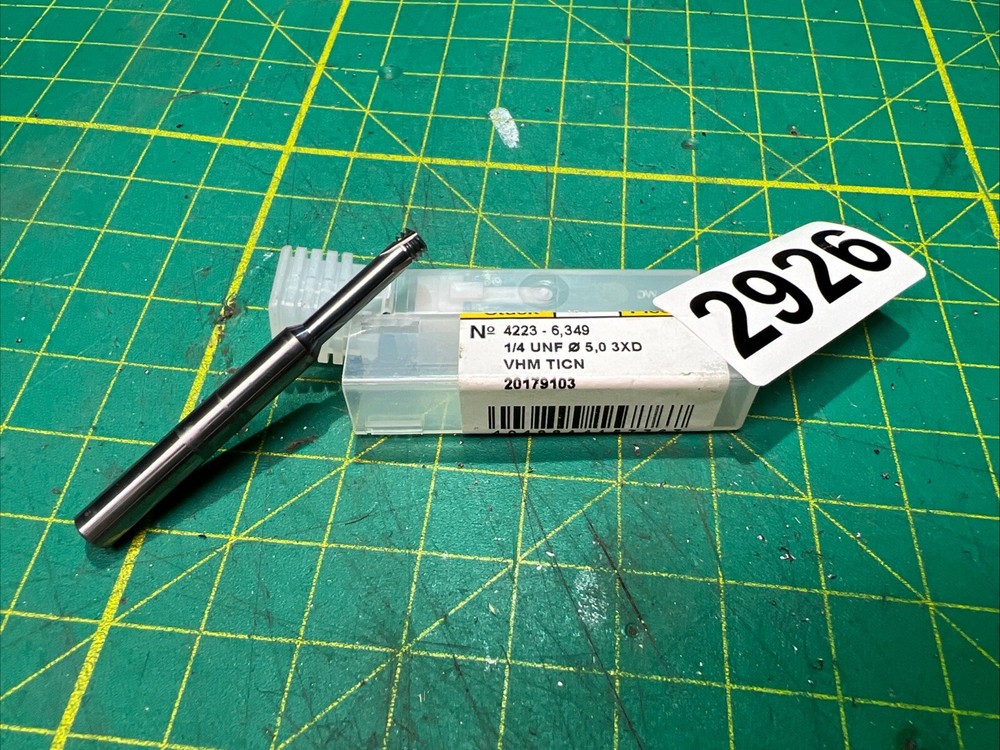 2926
Nº 4223 - 6,349
1/4 UNF Ø 5,0 3XD
VHM TICN
20179103